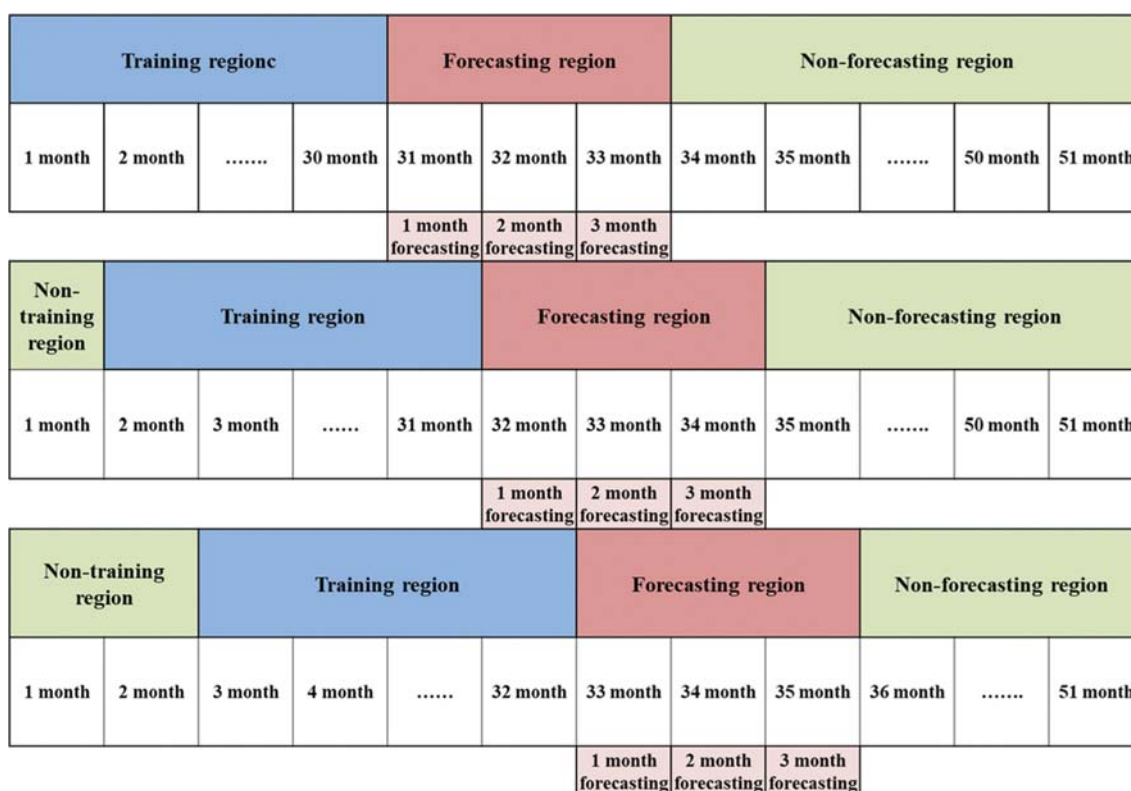 Training regionc Forecasting region Non-forecasting region
1 month 2 month ....... 30 month 31 month 32 month 33 month 34 month 35 month ....... 50 month 51 month
1 month 2 month 3 month
forecasting forecasting forecasting
Non-
training
region
Training region Forecasting region Non-forecasting region
1 month 2 month 3 month ...... 31 month 32 month 33 month 34 month 35 month ....... 50 month 51 month
1 month 2 month 3 month
forecasting forecasting forecasting
Non-training
region
Training region Forecasting region Non-forecasting region
1 month 2 month 3 month 4 month ...... 32 month 33 month 34 month 35 month 36 month ....... 51 month
1 month 2 month 3 month
forecasting forecasting forecasting